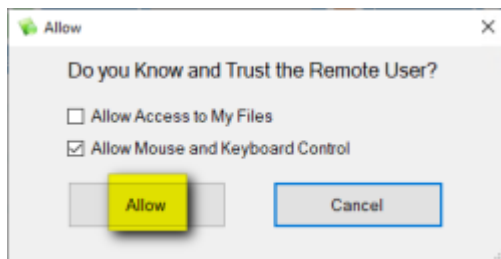 Allow
Do you Know and Trust the Remote User?
Allow Access to My Files
Allow Mouse and Keyboard Control
Allow Cancel